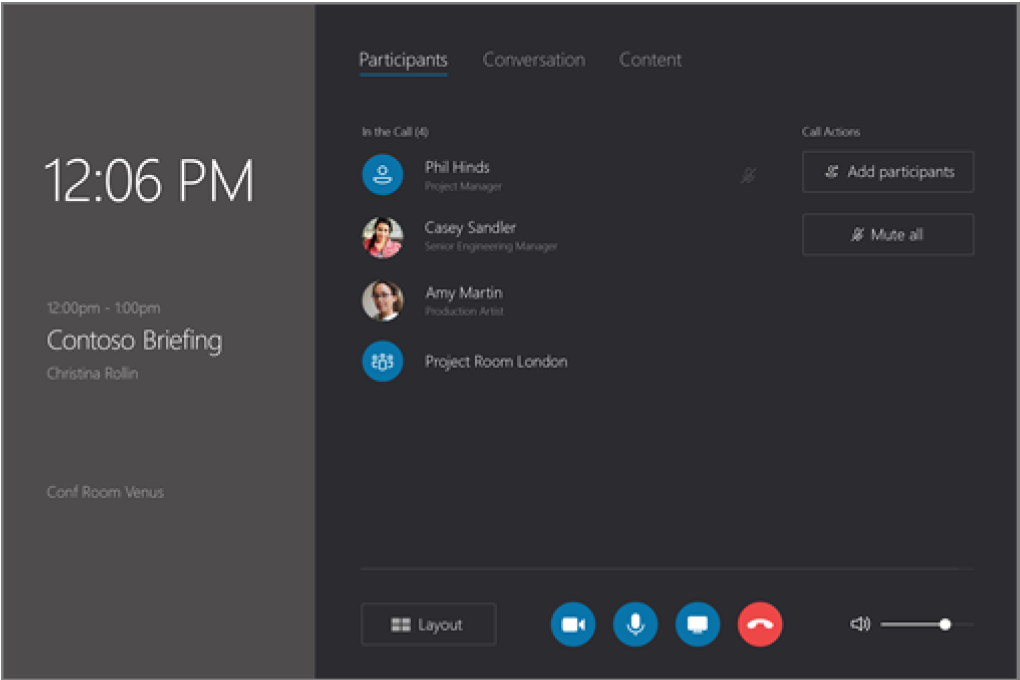 12:06 PM
12:00pm - 1:00pm
Contoso Briefing
Christina Rollin
Conf Room Venus
Participants
Conversation
Content
In the Call (4)
Phil Hinds
Project Manager
Casey Sandler
Senior Engineering Manager
Amy Martin
Production Artist
Project Room London
Call Actions
Add participants
Mute all
Layout